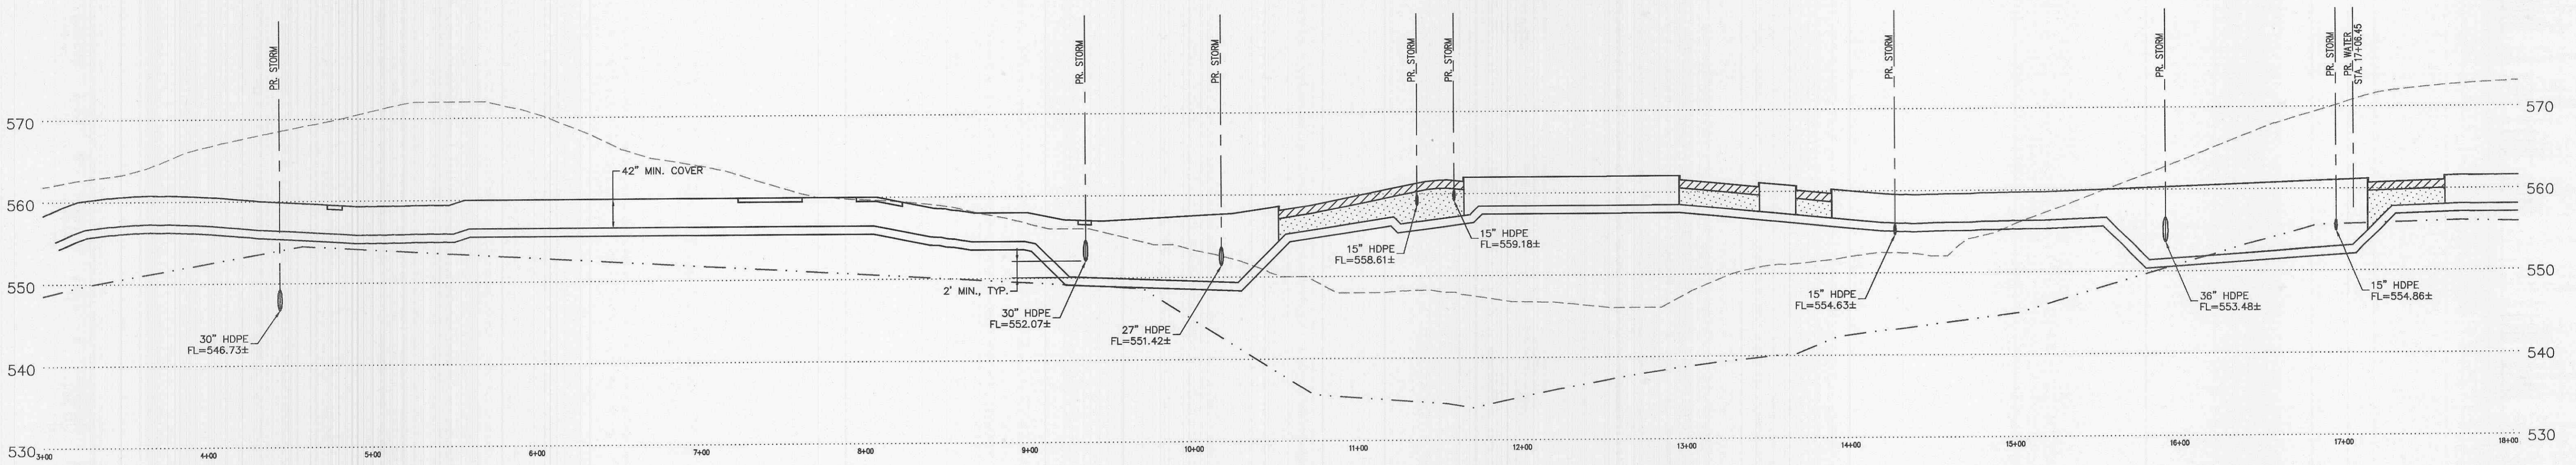 PR. STORM
PR. STORM
PR. STORM
PR. STORM
PR. STORM
PR. STORM
PR. STORM
PR. STORM
PR. WATER
STA. 17+06.45
570
570
42" MIN. COVER
560
560
15" HDPE
FL=558.61±
15" HDPE
FL=559.18±
550
550
2' MIN., TYP.
30" HDPE
FL=546.73±
30" HDPE
FL=552.07±
27" HDPE
FL=551.42±
15" HDPE
FL=554.63±
36" HDPE
FL=553.48±
15" HDPE
FL=554.86±
540
540
530
530
3+00
4+00
5+00
6+00
7+00
8+00
9+00
10+00
11+00
12+00
13+00
14+00
15+00
16+00
17+00
18+00